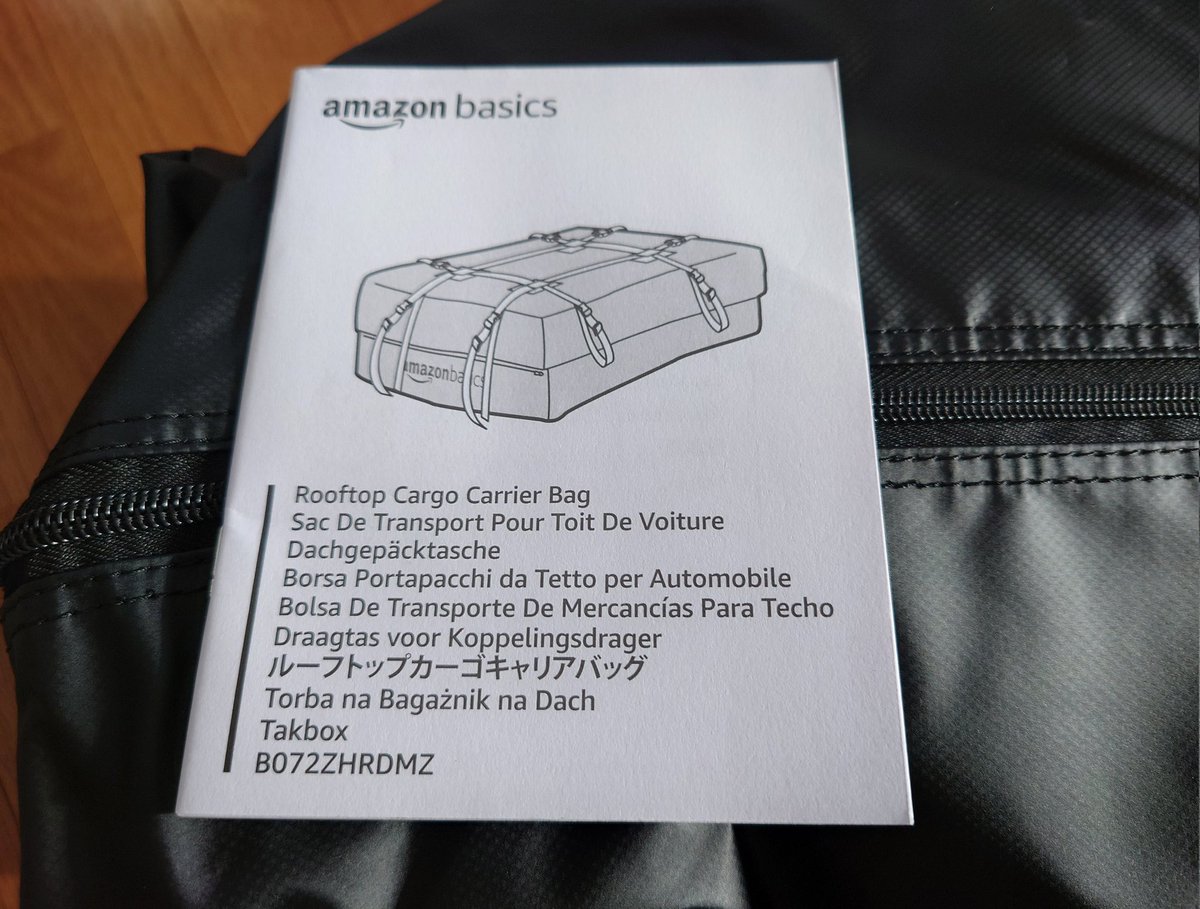 amazon basics
amazonbasics
Rooftop Cargo Carrier Bag
Sac De Transport Pour Toit De Voiture
Dachgepäcktasche
Borsa Portapacchi da Tetto per Automobile
Bolsa De Transporte De Mercancías Para Techo
Draagtas voor Koppelingsdrager
ルーフトップカーゴキャリアバッグ
Torba na Bagażnik na Dach
Takbox
B072ZHRDMZ